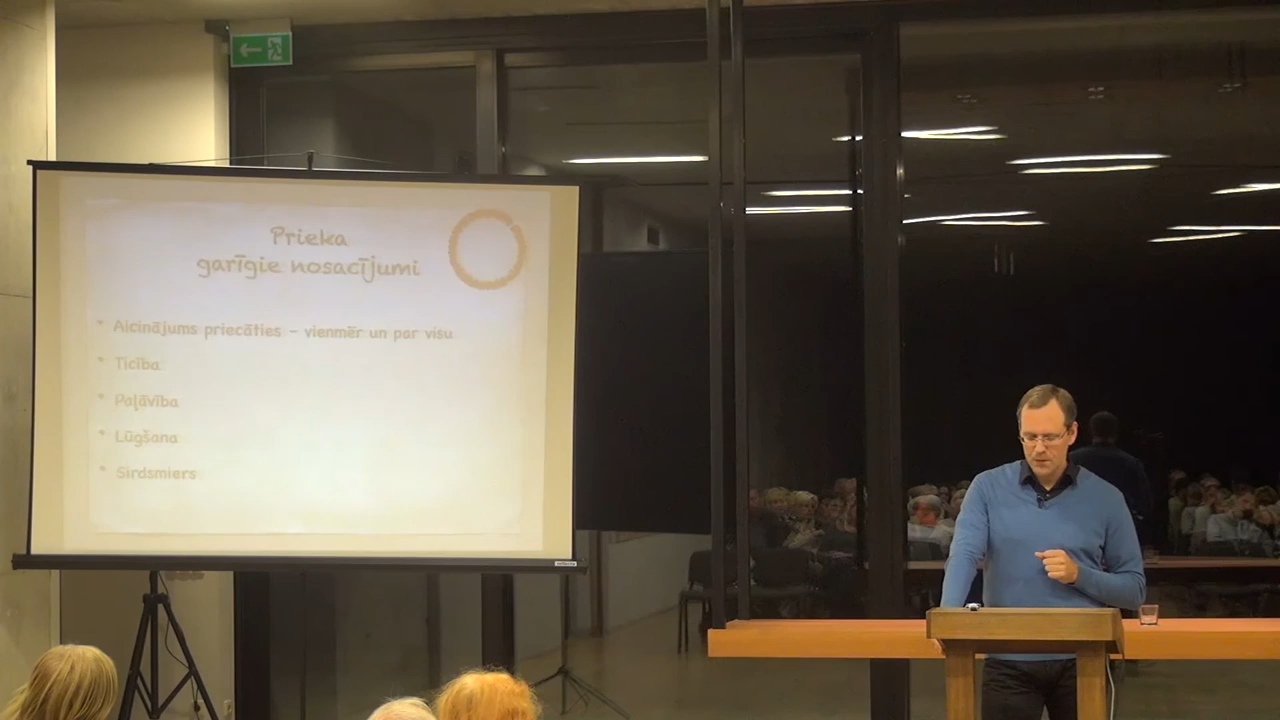 Prieka
garīgie nosacījumi
* Aicinājums priecāties – vienmēr un par visu
* Ticība
* Paļāvība
* Lūgšana
* Sirdsmiers